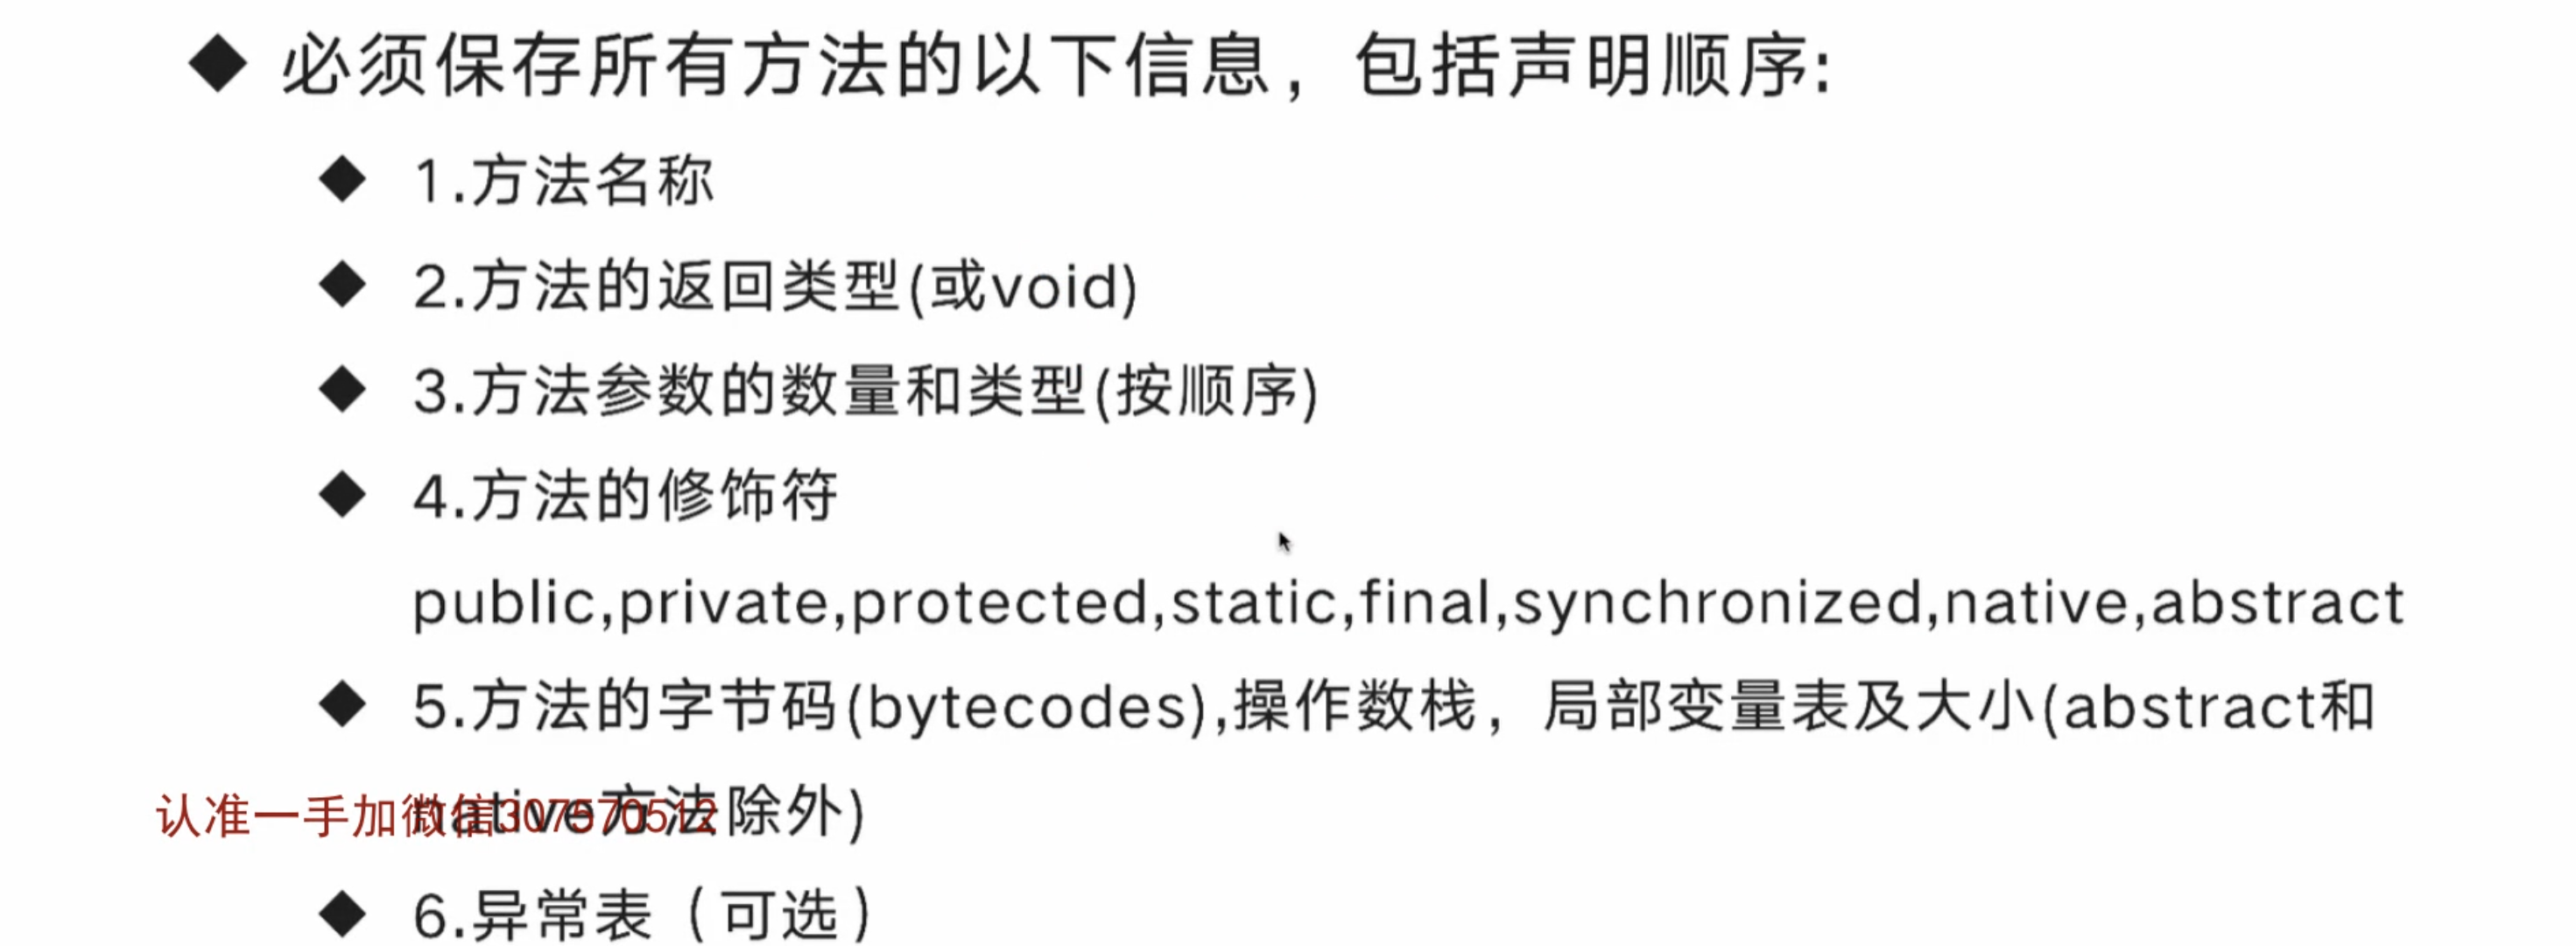 ◆ 必须保存所有方法的以下信息，包括声明顺序:
◆ 1.方法名称
◆ 2.方法的返回类型(或void)
◆ 3.方法参数的数量和类型(按顺序)
◆ 4.方法的修饰符
public,private,protected,static,final,synchronized,native,abstract
◆ 5.方法的字节码(bytecodes),操作数栈，局部变量表及大小(abstract和
native方法除外)
认准一手加微信307570512
◆ 6.异常表（可选）